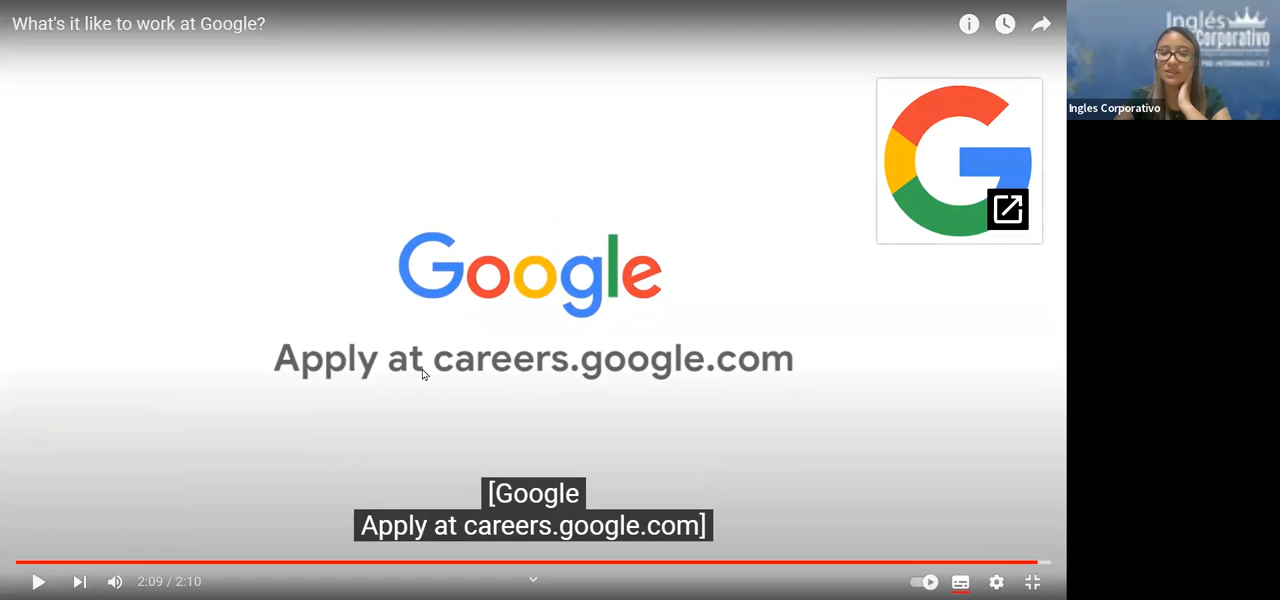 What's it like to work at Google?
Google
Apply at careers.google.com
[Google
Apply at careers.google.com]
2:09 / 2:10
Inglés
Corporativo
Ingles Corporativo